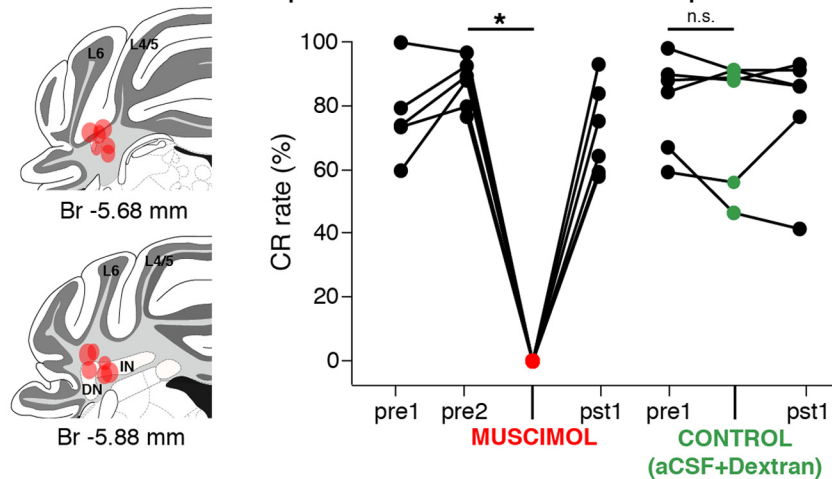 L6
L4/5
Br -5.68 mm
L6
L4/5
IN
DN
Br -5.88 mm
CR rate (%)
100
80
60
40
20
0
*
n.s.
pre1 pre2 pst1 pre1 pst1
MUSCIMOL CONTROL
(aCSF+Dextran)